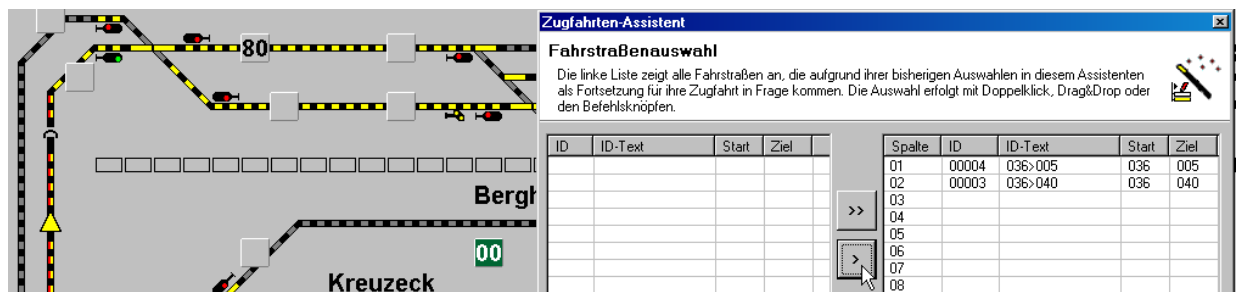 80
Bergh
00
Kreuzeck
Zugfahrten-Assistent
Fahrstraßenauswahl
Die linke Liste zeigt alle Fahrstraßen an, die aufgrund ihrer bisherigen Auswahlen in diesem Assistenten
als Fortsetzung für ihre Zugfahrt in Frage kommen. Die Auswahl erfolgt mit Doppelklick, Drag&Drop oder
den Befehlsknöpfen.
ID ID-Text Start Ziel
>>
>
Spalte ID ID-Text Start Ziel
01 00004 036>005 036 005
02 00003 036>040 036 040
03
04
05
06
07
08